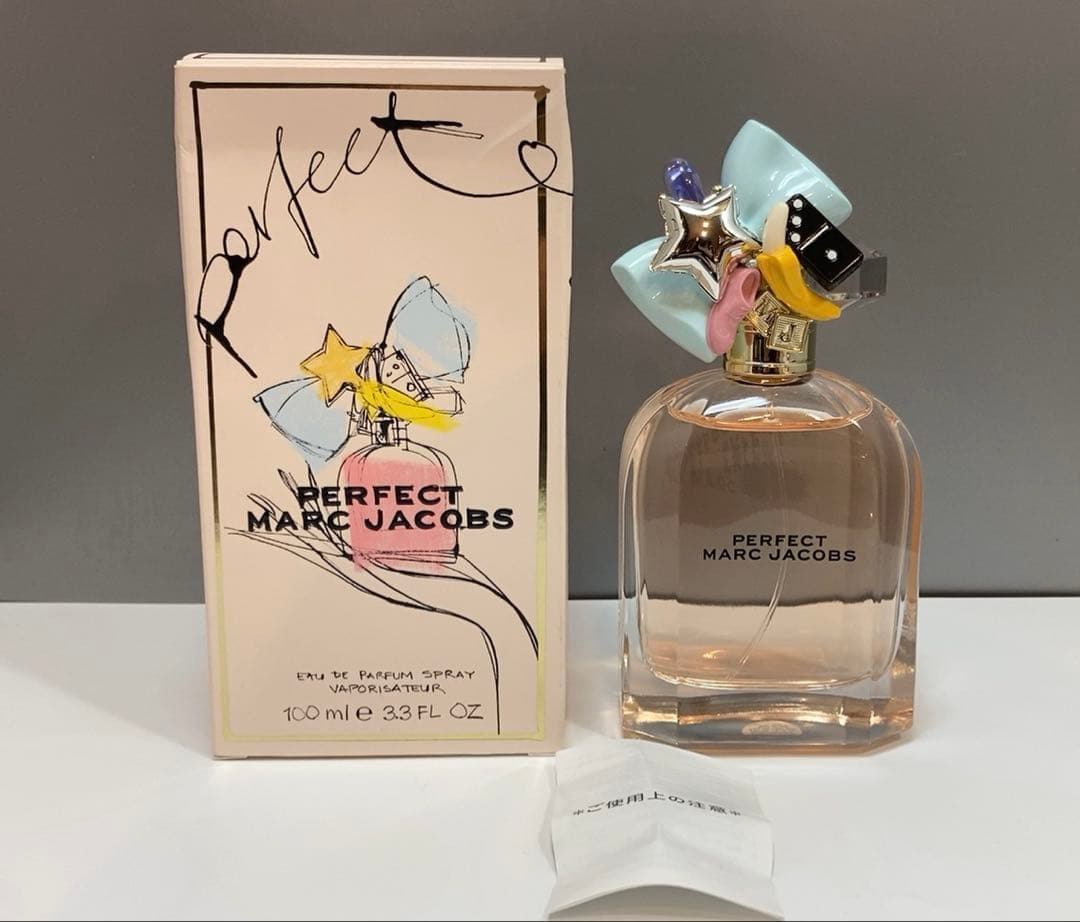 perfect
PERFECT
MARC JACOBS
EAU DE PARFUM SPRAY
VAPORISATEUR
100 ml e 3.3 FL OZ
MJ
PERFECT
MARC JACOBS
*ご使用上の注意*